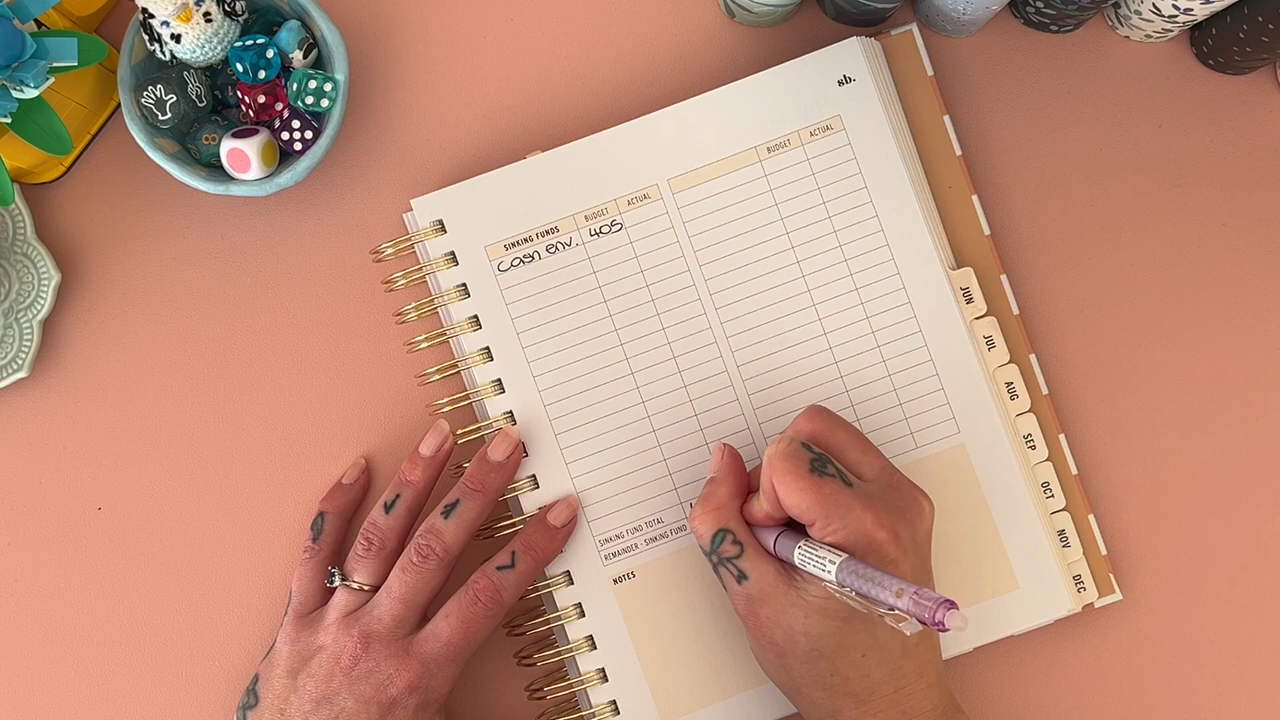 sb.
BUDGET ACTUAL
SINKING FUNDS BUDGET ACTUAL
cash env. 405
SINKING FUND TOTAL
REMAINDER - SINKING FUND
NOTES
JUN
JUL
AUG
SEP
OCT
NOV
DEC